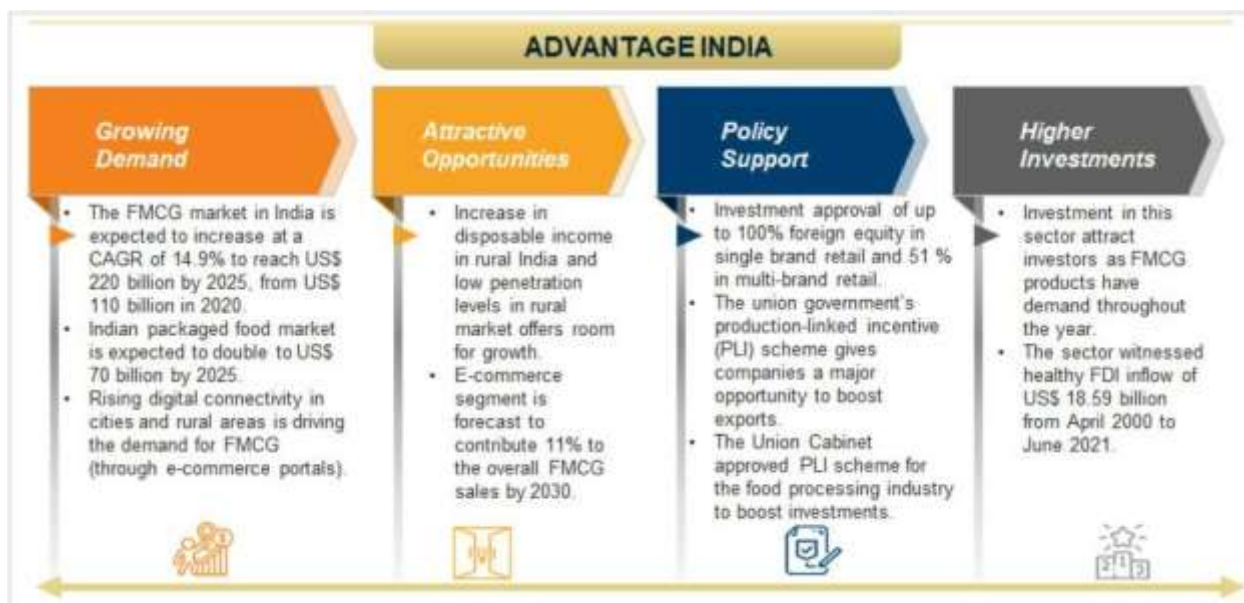 ADVANTAGE INDIA
Growing
Demand
• The FMCG market in India is
expected to increase at a
CAGR of 14.9% to reach US$
220 billion by 2025, from US$
110 billion in 2020.
• Indian packaged food market
is expected to double to US$
70 billion by 2025.
• Rising digital connectivity in
cities and rural areas is driving
the demand for FMCG
(through e-commerce portals).
Attractive
Opportunities
• Increase in
disposable income
in rural India and
low penetration
levels in rural
market offers room
for growth.
• E-commerce
segment is
forecast to
contribute 11% to
the overall FMCG
sales by 2030.
Policy
Support
• Investment approval of up
to 100% foreign equity in
single brand retail and 51 %
in multi-brand retail.
• The union government's
production-linked incentive
(PLI) scheme gives
companies a major
opportunity to boost
exports.
• The Union Cabinet
approved PLI scheme for
the food processing industry
to boost investments.
Higher
Investments
• Investment in this
sector attract
investors as FMCG
products have
demand throughout
the year.
• The sector witnessed
healthy FDI inflow of
US$ 18.59 billion
from April 2000 to
June 2021.
2 1 3